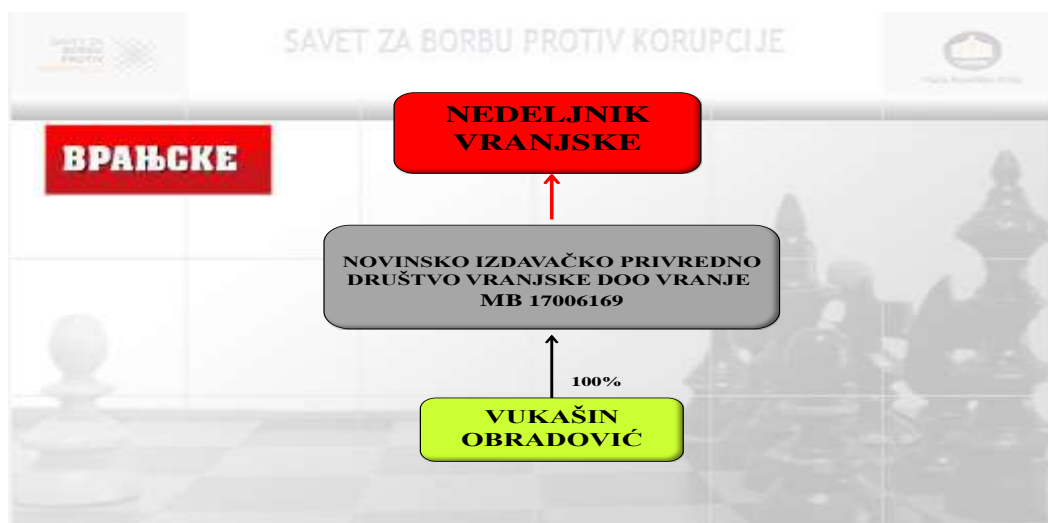 SAVET ZA BORBU PROTIV KORUPCIJE
NEDELJNIK
VRANJSKE
ВРАЊСКЕ
NOVINSKO IZDAVAČKO PRIVREDNO
DRUŠTVO VRANJSKE DOO VRANJE
MB 17006169
100%
VUKAŠIN
OBRADOVIĆ